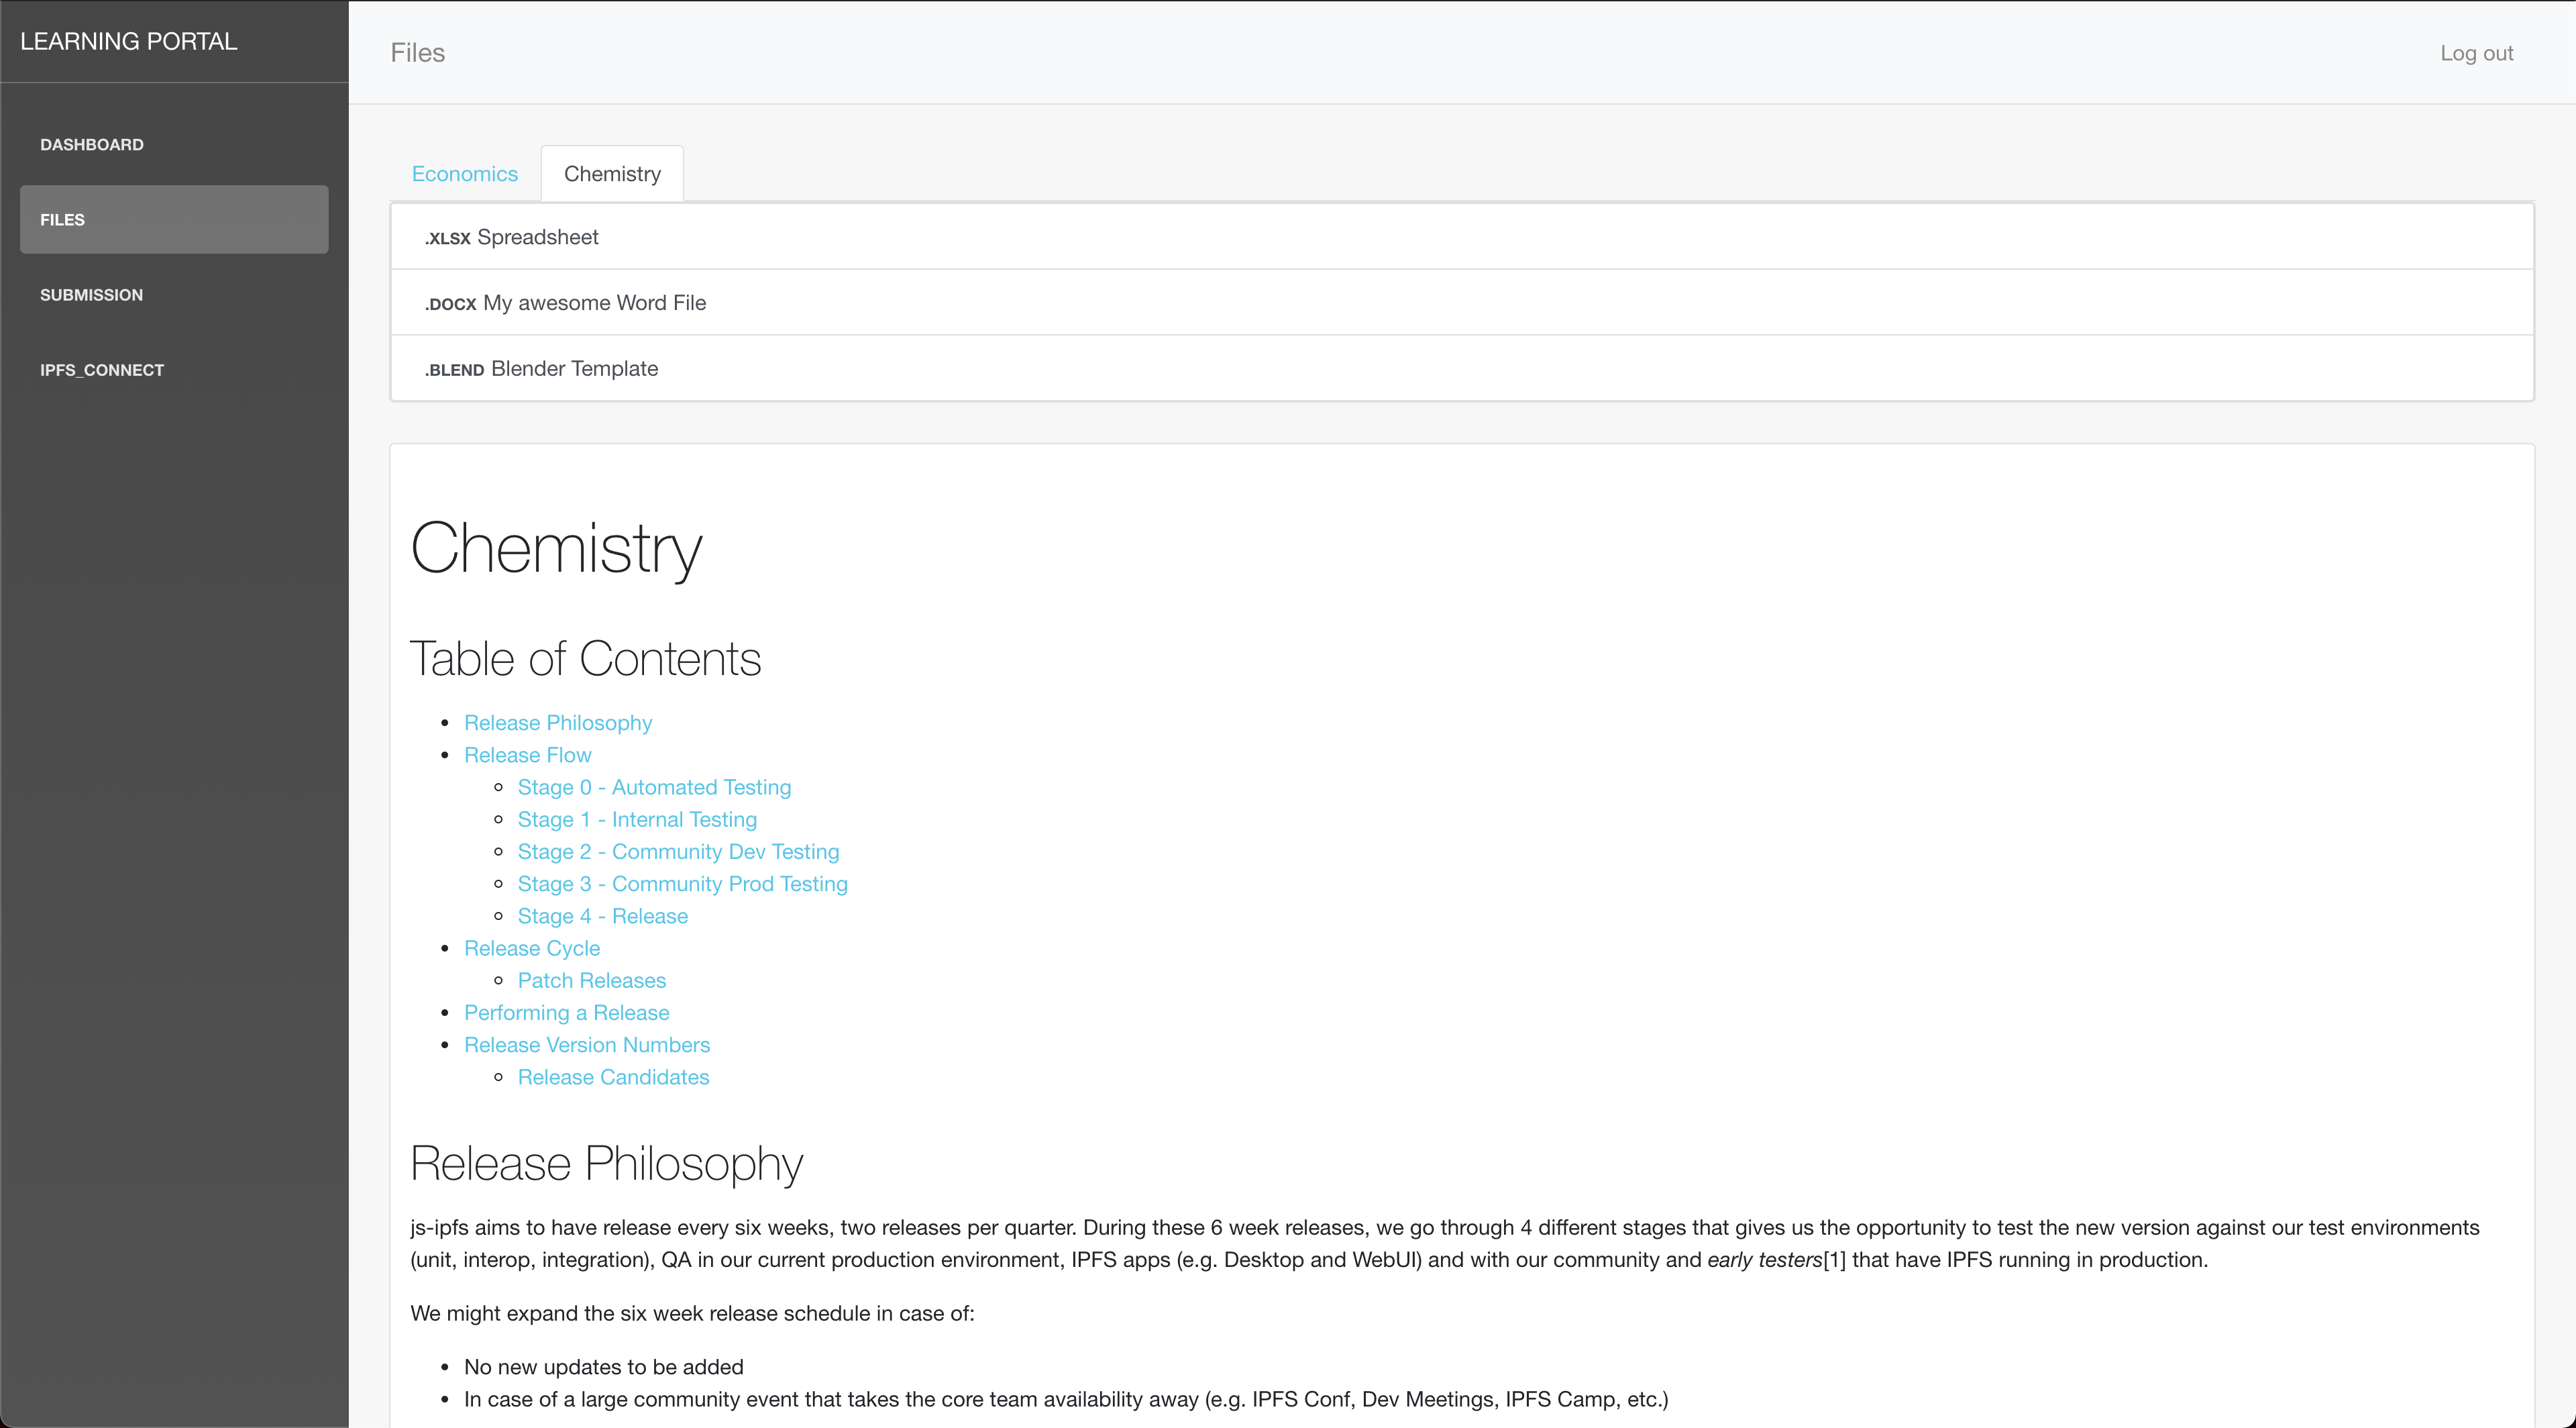 LEARNING PORTAL
DASHBOARD
FILES
SUBMISSION
IPFS_CONNECT
Files
Log out
Economics
Chemistry
.XLSX Spreadsheet
.DOCX My awesome Word File
.BLEND Blender Template
Chemistry
Table of Contents
Release Philosophy
Release Flow
Stage 0 - Automated Testing
Stage 1 - Internal Testing
Stage 2 - Community Dev Testing
Stage 3 - Community Prod Testing
Stage 4 - Release
Release Cycle
Patch Releases
Performing a Release
Release Version Numbers
Release Candidates
Release Philosophy
js-ipfs aims to have release every six weeks, two releases per quarter. During these 6 week releases, we go through 4 different stages that gives us the opportunity to test the new version against our test environments
(unit, interop, integration), QA in our current production environment, IPFS apps (e.g. Desktop and WebUI) and with our community and early testers[1] that have IPFS running in production.
We might expand the six week release schedule in case of:
No new updates to be added
In case of a large community event that takes the core team availability away (e.g. IPFS Conf, Dev Meetings, IPFS Camp, etc.)